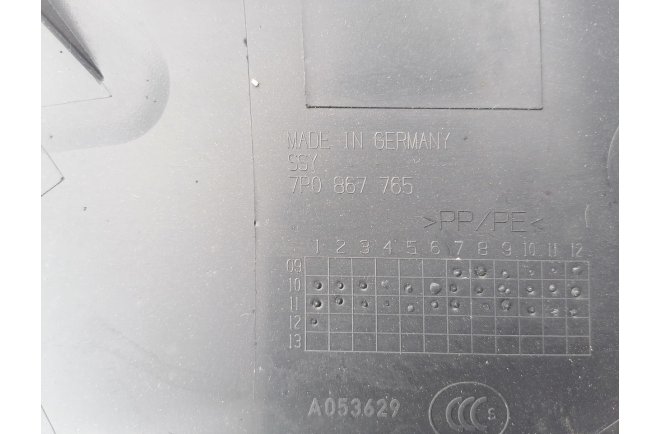 MADE IN GERMANY
SSY
7P0 867 765
>PP/PE<
1 2 3 4 5 6 7 8 9 10 11 12
09
10
11
12
13
A053629
CCC S